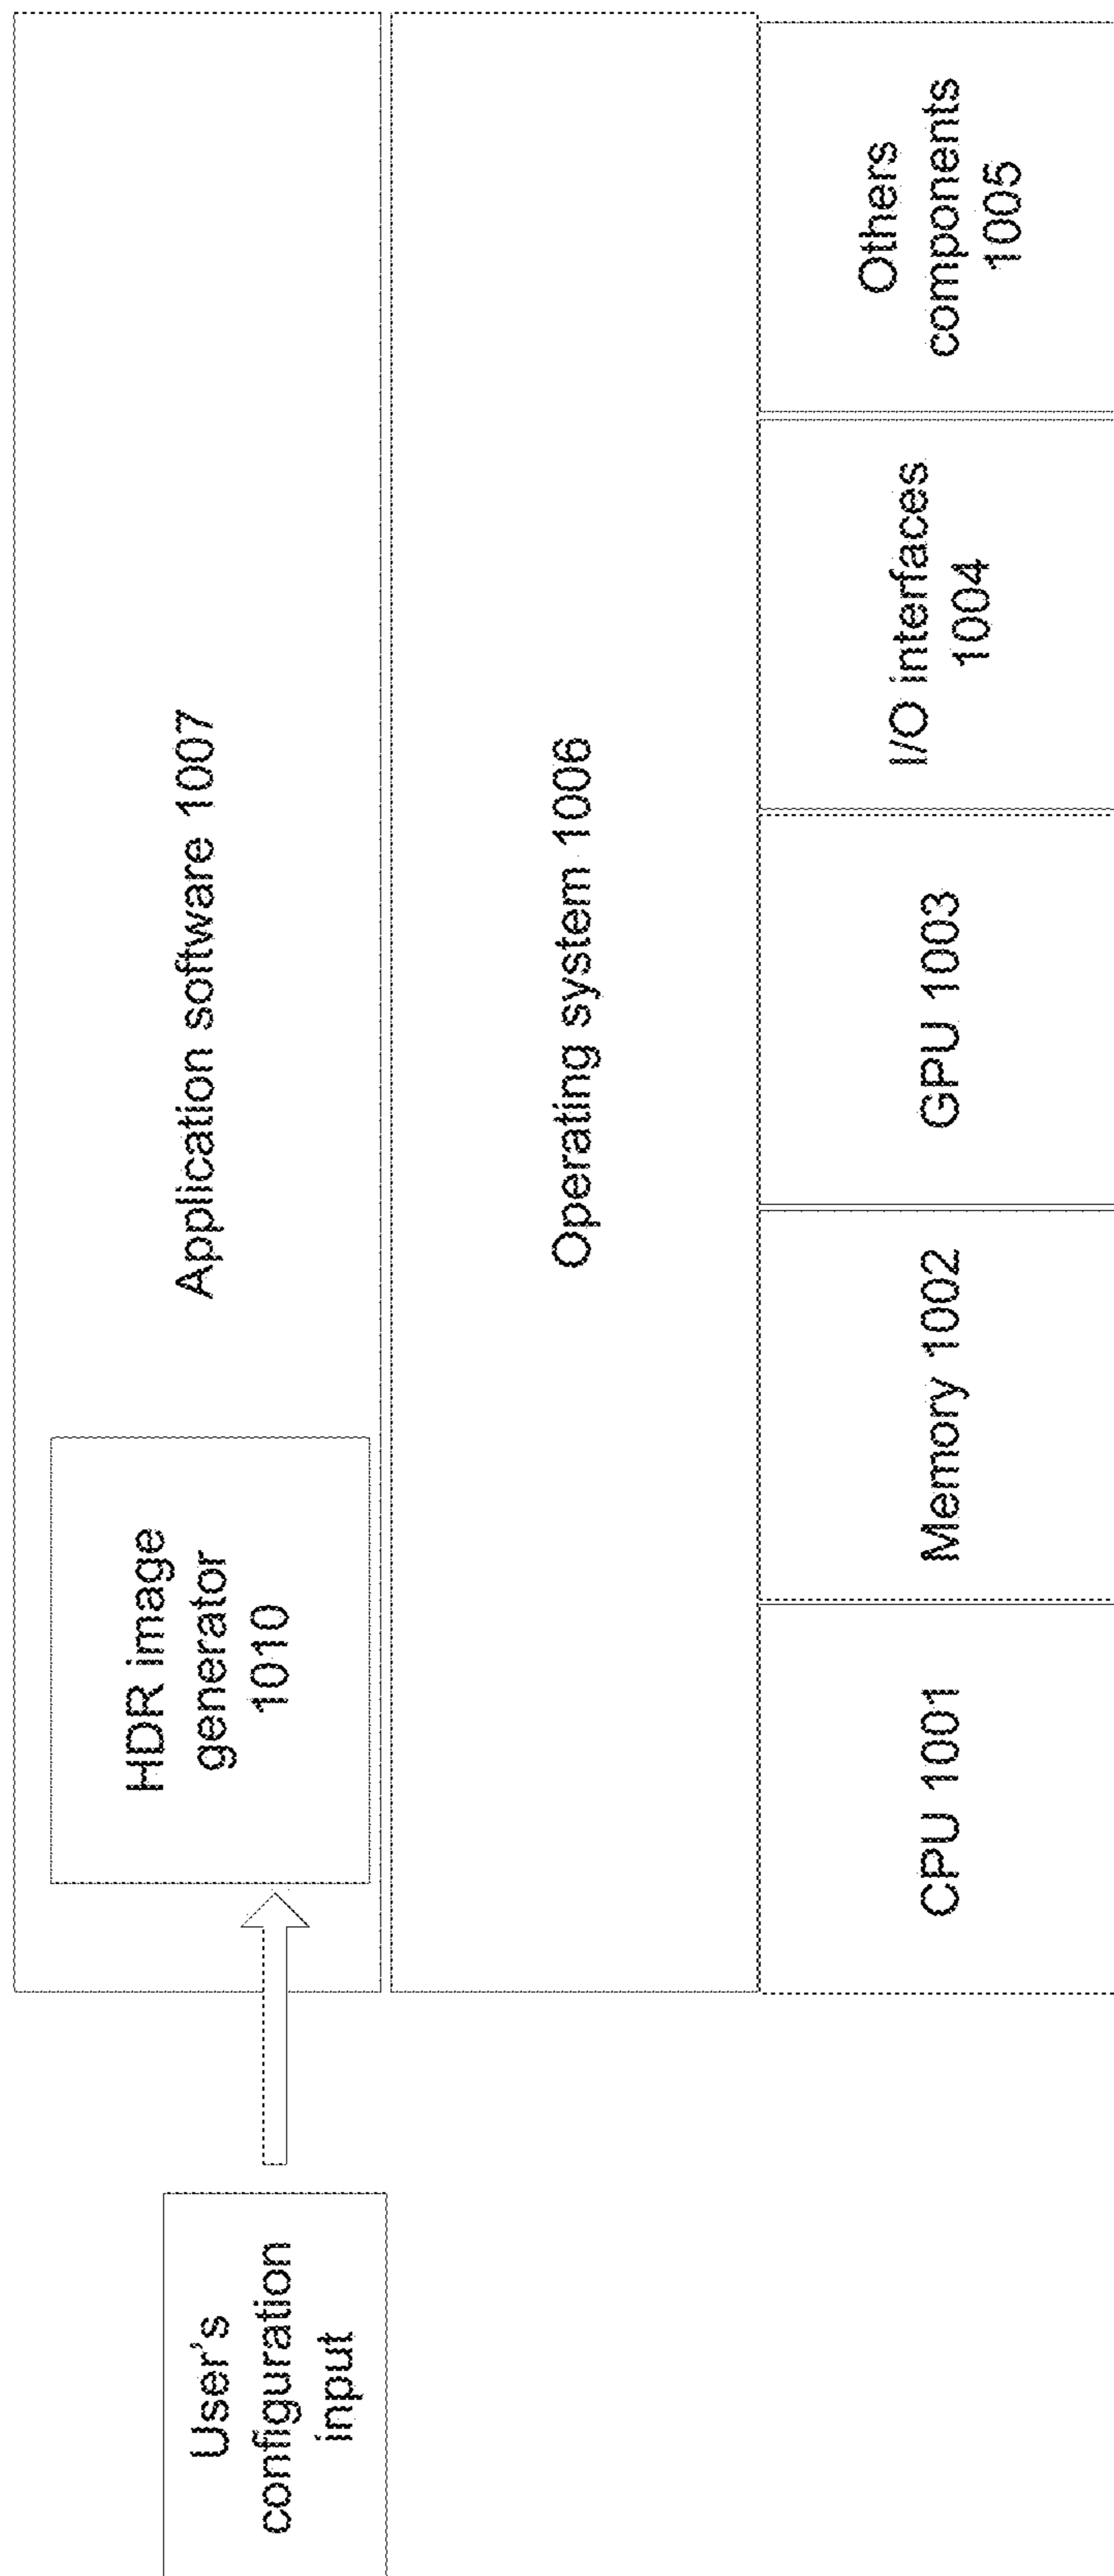 User's
configuration
input
HDR image
generator
1010
Application software 1007
Operating system 1006
CPU 1001
Memory 1002
GPU 1003
I/O interfaces
1004
Others
components
1005